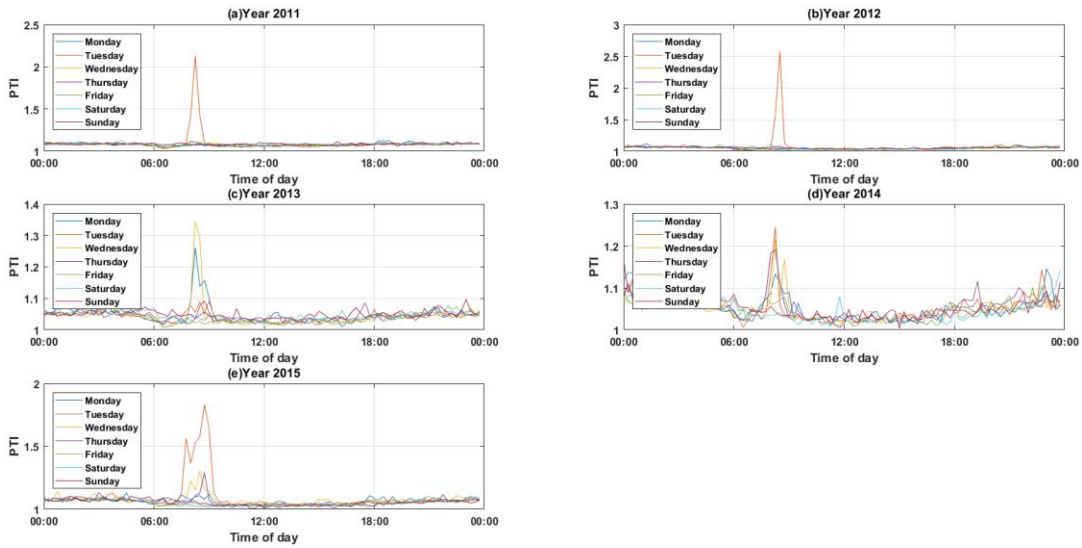 (a)Year 2011
2.5
2
1.5
1
PTI
Monday
Tuesday
Wednesday
Thursday
Friday
Saturday
Sunday
00:00 06:00 12:00 18:00 00:00
Time of day
(b)Year 2012
3
2.5
2
1.5
1
PTI
Monday
Tuesday
Wednesday
Thursday
Friday
Saturday
Sunday
00:00 06:00 12:00 18:00 00:00
Time of day
(c)Year 2013
1.4
1.3
1.2
1.1
1
PTI
Monday
Tuesday
Wednesday
Thursday
Friday
Saturday
Sunday
00:00 06:00 12:00 18:00 00:00
Time of day
(d)Year 2014
1.3
1.2
1.1
1
PTI
Monday
Tuesday
Wednesday
Thursday
Friday
Saturday
Sunday
00:00 06:00 12:00 18:00 00:00
Time of day
(e)Year 2015
2
1.5
1
PTI
Monday
Tuesday
Wednesday
Thursday
Friday
Saturday
Sunday
00:00 06:00 12:00 18:00 00:00
Time of day